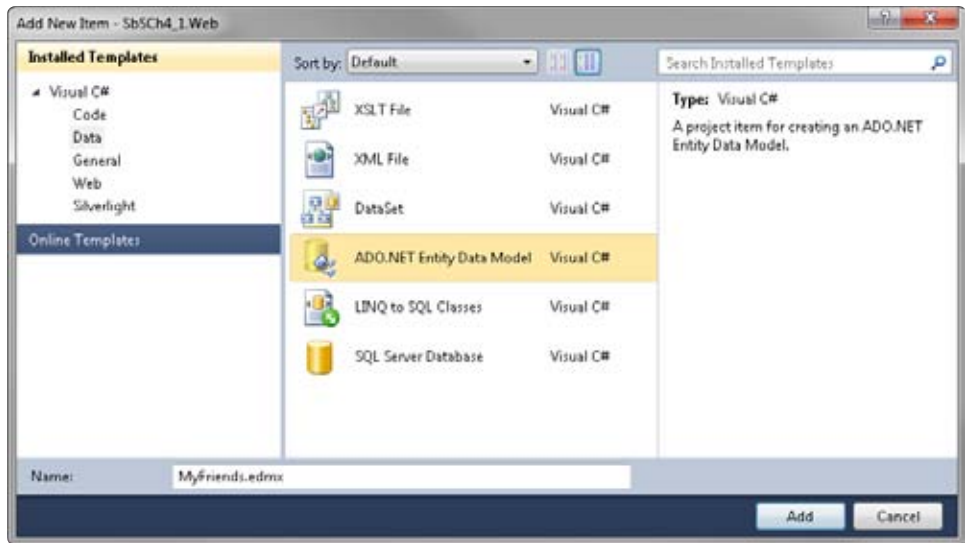 Add New Item - SbSCh4_1.Web
Installed Templates
Visual C#
Code
Data
General
Web
Silverlight
Online Templates
Sort by: Default
XSLT File Visual C#
XML File Visual C#
DataSet Visual C#
ADO.NET Entity Data Model Visual C#
LINQ to SQL Classes Visual C#
SQL Server Database Visual C#
Search Installed Templates
Type: Visual C#
A project item for creating an ADO.NET
Entity Data Model.
Name: MyFriends.edmx
Add Cancel